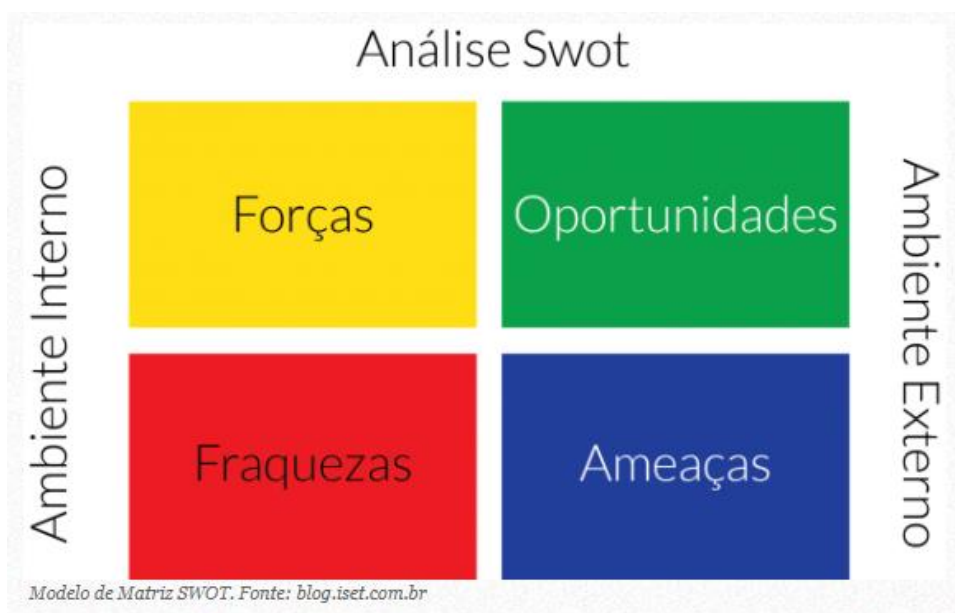 Análise Swot
Ambiente Interno
Forças
Oportunidades
Fraquezas
Ameaças
Ambiente Externo
Modelo de Matriz SWOT. Fonte: blog.iset.com.br